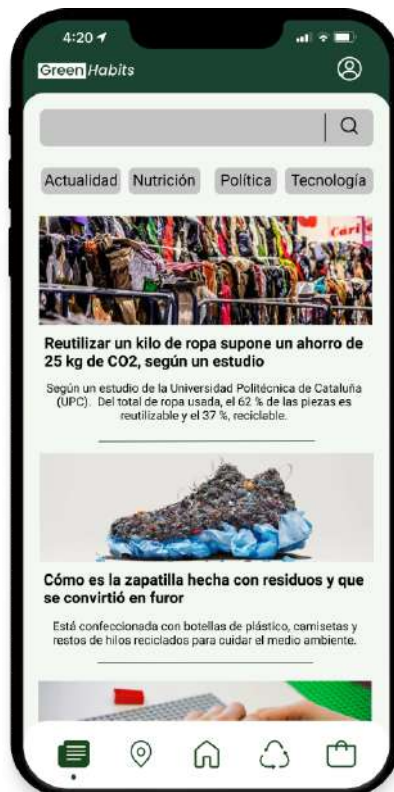 4:20
Green Habits
Actualidad Nutrición Política Tecnología
Cari
Reutilizar un kilo de ropa supone un ahorro de
25 kg de CO2, según un estudio
Según un estudio de la Universidad Politécnica de Cataluña
(UPC). Del total de ropa usada, el 62 % de las piezas es
reutilizable y el 37 %, reciclable.
Cómo es la zapatilla hecha con residuos y que
se convirtió en furor
Está confeccionada con botellas de plástico, camisetas y
restos de hilos reciclados para cuidar el medio ambiente.